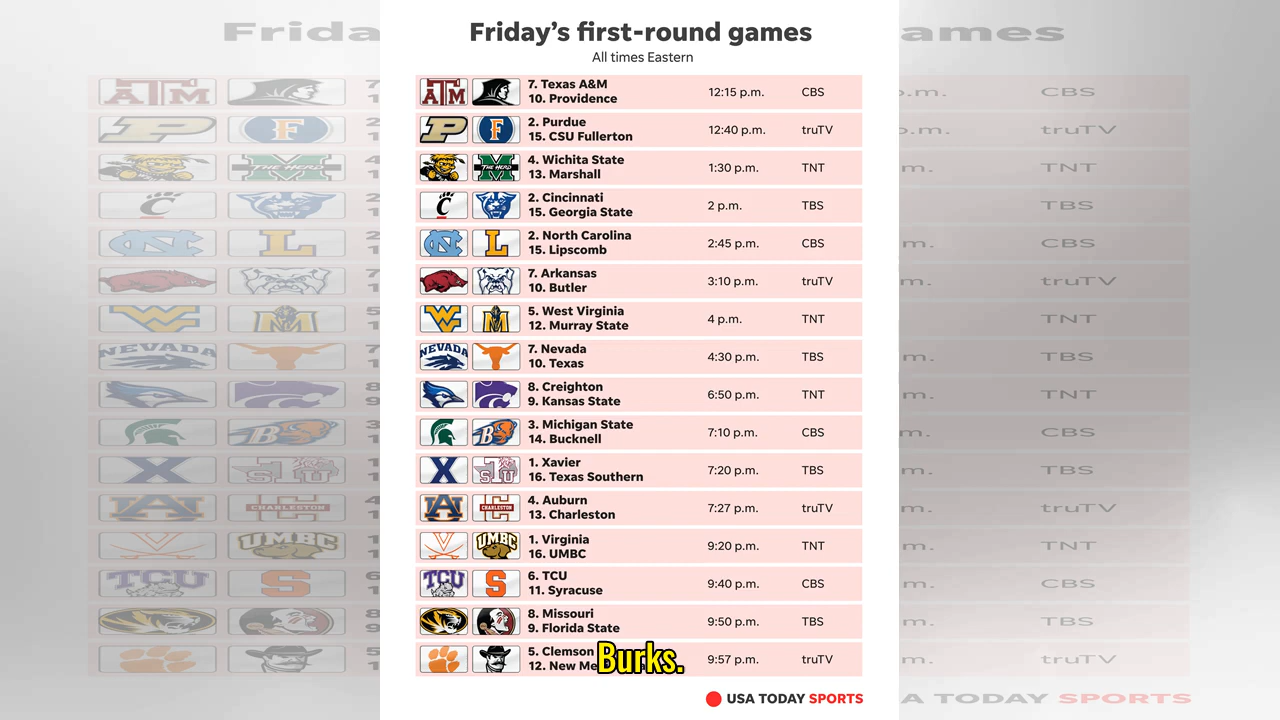 Friday's first-round games
All times Eastern
7. Texas A&M
10. Providence
12:15 p.m.
CBS
2. Purdue
15. CSU Fullerton
12:40 p.m.
truTV
4. Wichita State
13. Marshall
1:30 p.m.
TNT
2. Cincinnati
15. Georgia State
2 p.m.
TBS
2. North Carolina
15. Lipscomb
2:45 p.m.
CBS
7. Arkansas
10. Butler
3:10 p.m.
truTV
5. West Virginia
12. Murray State
4 p.m.
TNT
7. Nevada
10. Texas
4:30 p.m.
TBS
8. Creighton
9. Kansas State
6:50 p.m.
TNT
3. Michigan State
14. Bucknell
7:10 p.m.
CBS
1. Xavier
16. Texas Southern
7:20 p.m.
TBS
4. Auburn
13. Charleston
7:27 p.m.
truTV
1. Virginia
16. UMBC
9:20 p.m.
TNT
6. TCU
11. Syracuse
9:40 p.m.
CBS
8. Missouri
9. Florida State
9:50 p.m.
TBS
5. Clemson
12. New Me
9:57 p.m.
truTV
Burks.
USA TODAY SPORTS